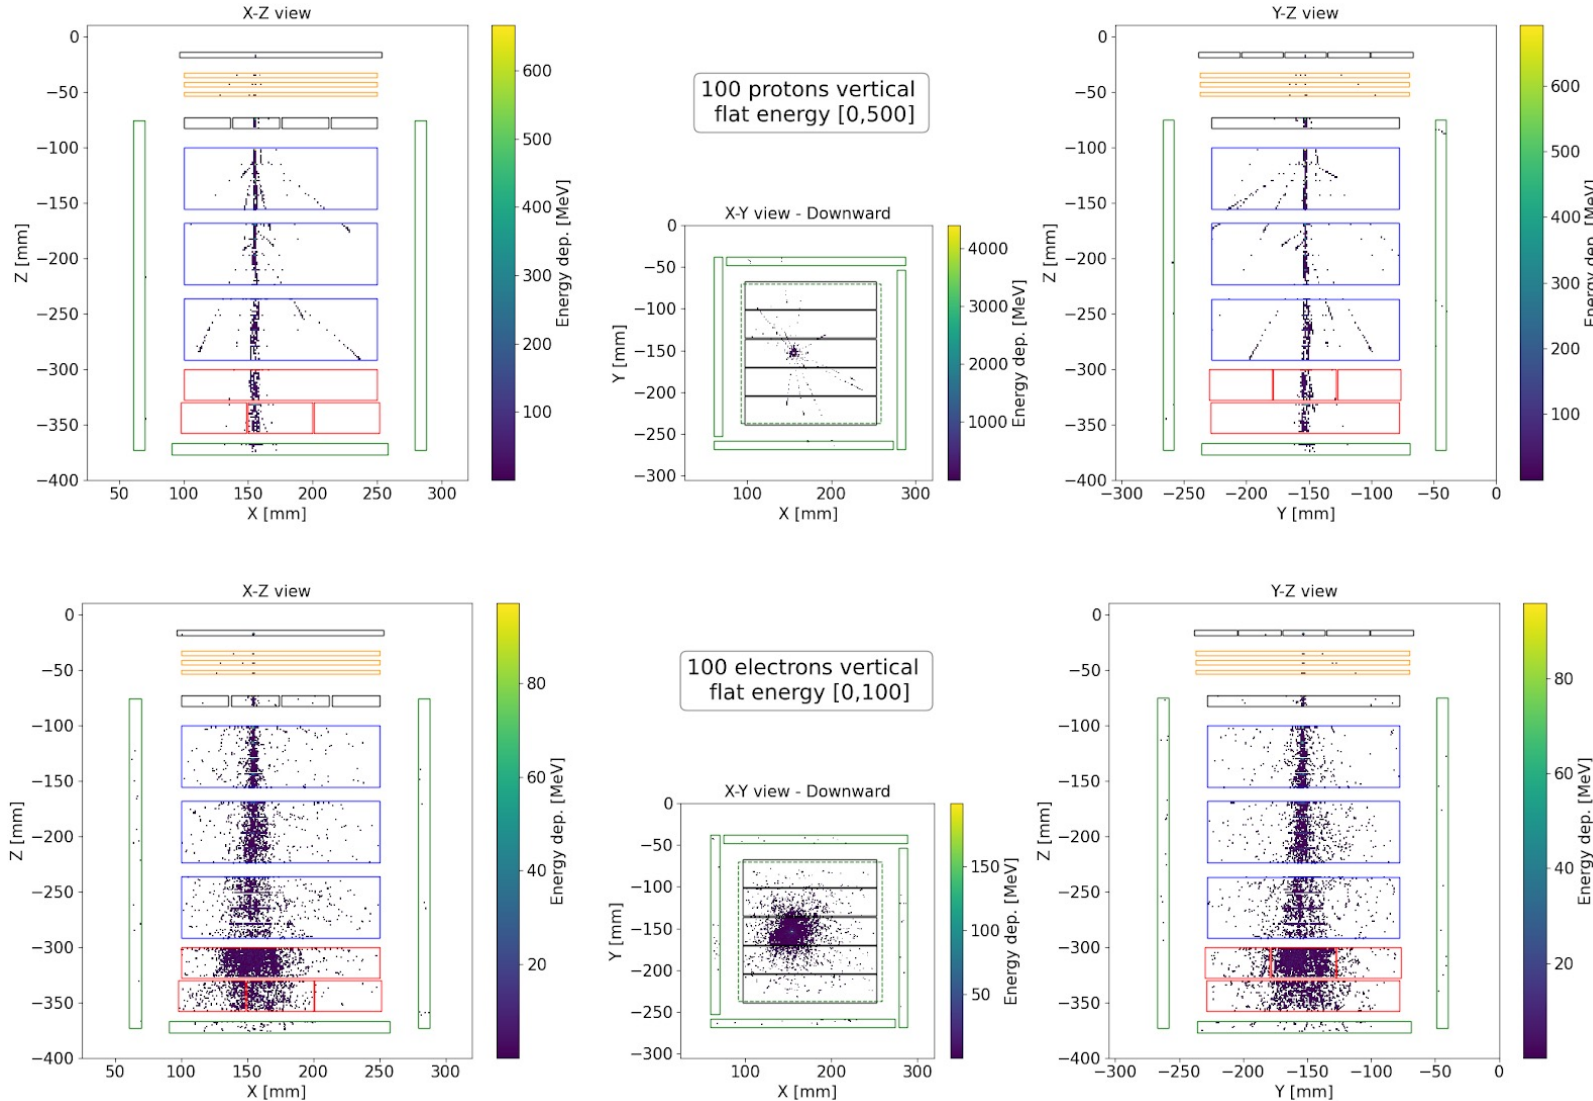 X-Z view
0
−50
−100
−150
−200
−250
−300
−350
−400
Z [mm]
50 100 150 200 250 300
X [mm]
600
500
400
300
200
100
Energy dep. [MeV]
100 protons vertical
flat energy [0,500]
X-Y view - Downward
0
−50
−100
−150
−200
−250
−300
Y [mm]
100 200 300
X [mm]
4000
3000
2000
1000
Energy dep. [MeV]
Y-Z view
0
−50
−100
−150
−200
−250
−300
−350
−400
Z [mm]
−300 −250 −200 −150 −100 −50 0
Y [mm]
600
500
400
300
200
100
Energy dep. [MeV]
X-Z view
0
−50
−100
−150
−200
−250
−300
−350
−400
Z [mm]
50 100 150 200 250 300
X [mm]
80
60
40
20
Energy dep. [MeV]
100 electrons vertical
flat energy [0,100]
X-Y view - Downward
0
−50
−100
−150
−200
−250
−300
Y [mm]
100 200 300
X [mm]
150
100
50
Energy dep. [MeV]
Y-Z view
0
−50
−100
−150
−200
−250
−300
−350
−400
Z [mm]
−300 −250 −200 −150 −100 −50 0
Y [mm]
80
60
40
20
Energy dep. [MeV]